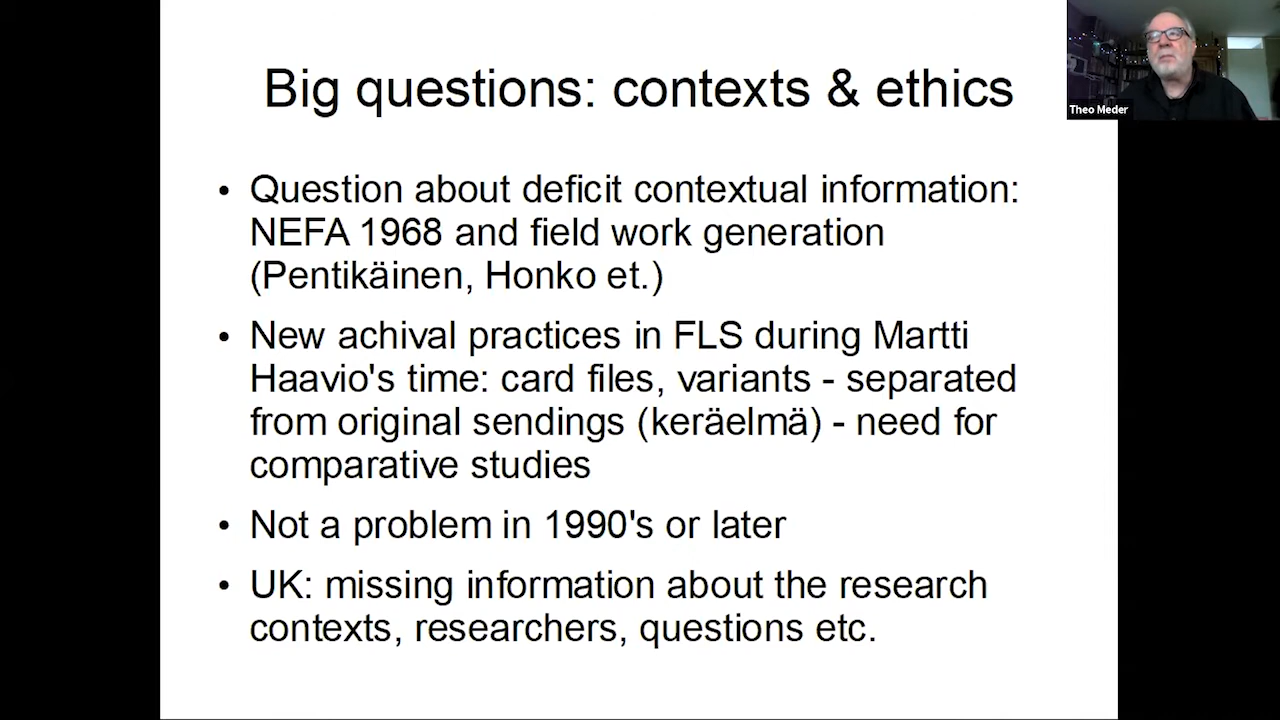 Big questions: contexts & ethics
Theo Meder
• Question about deficit contextual information:
NEFA 1968 and field work generation
(Pentikäinen, Honko et.)
• New achival practices in FLS during Martti
Haavio's time: card files, variants - separated
from original sendings (keräelmä) - need for
comparative studies
• Not a problem in 1990's or later
• UK: missing information about the research
contexts, researchers, questions etc.